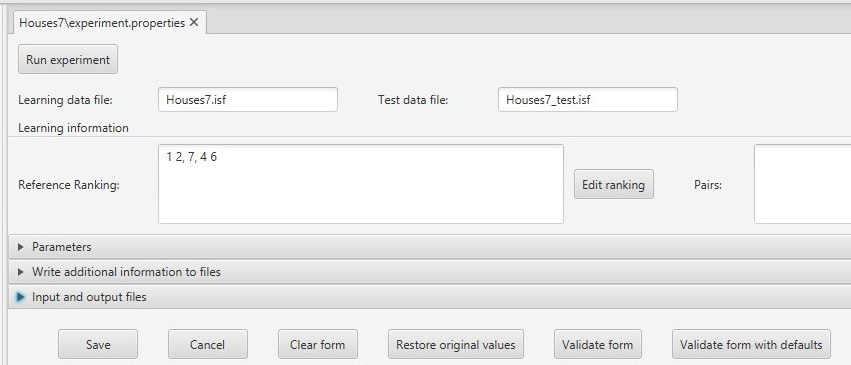 Houses7\experiment.properties
Run experiment
Learning data file: Houses7.isf Test data file: Houses7_test.isf
Learning information
1 2, 7, 4 6
Reference Ranking: Edit ranking Pairs:
Parameters
Write additional information to files
Input and output files
Save Cancel Clear form Restore original values Validate form Validate form with defaults